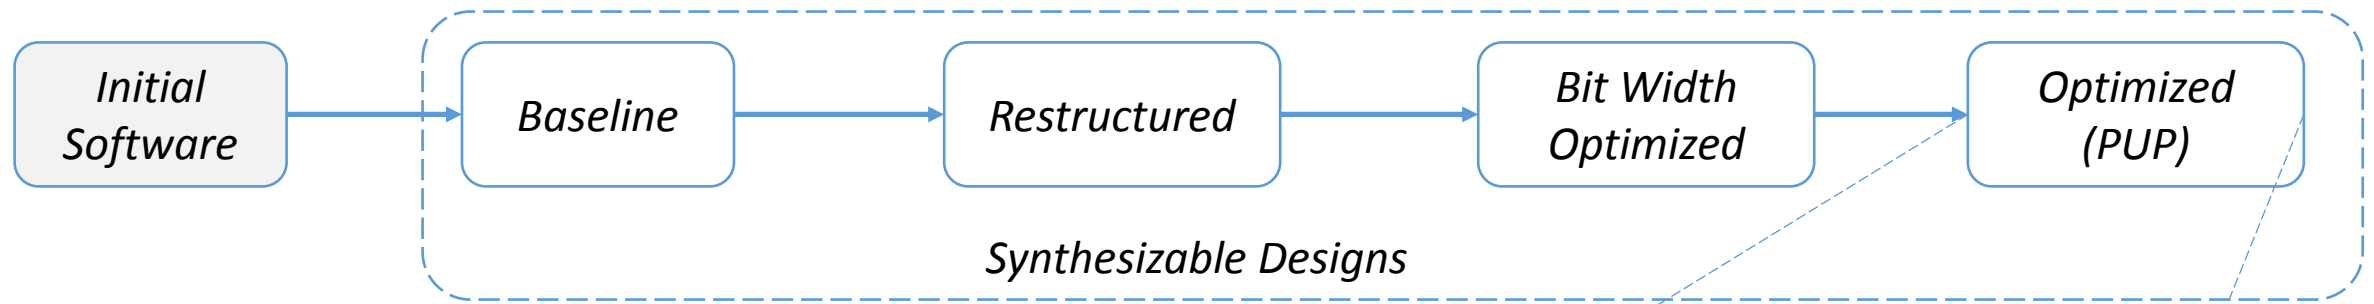 Initial
Software
Baseline
Restructured
Bit Width
Optimized
Optimized
(PUP)
Synthesizable Designs